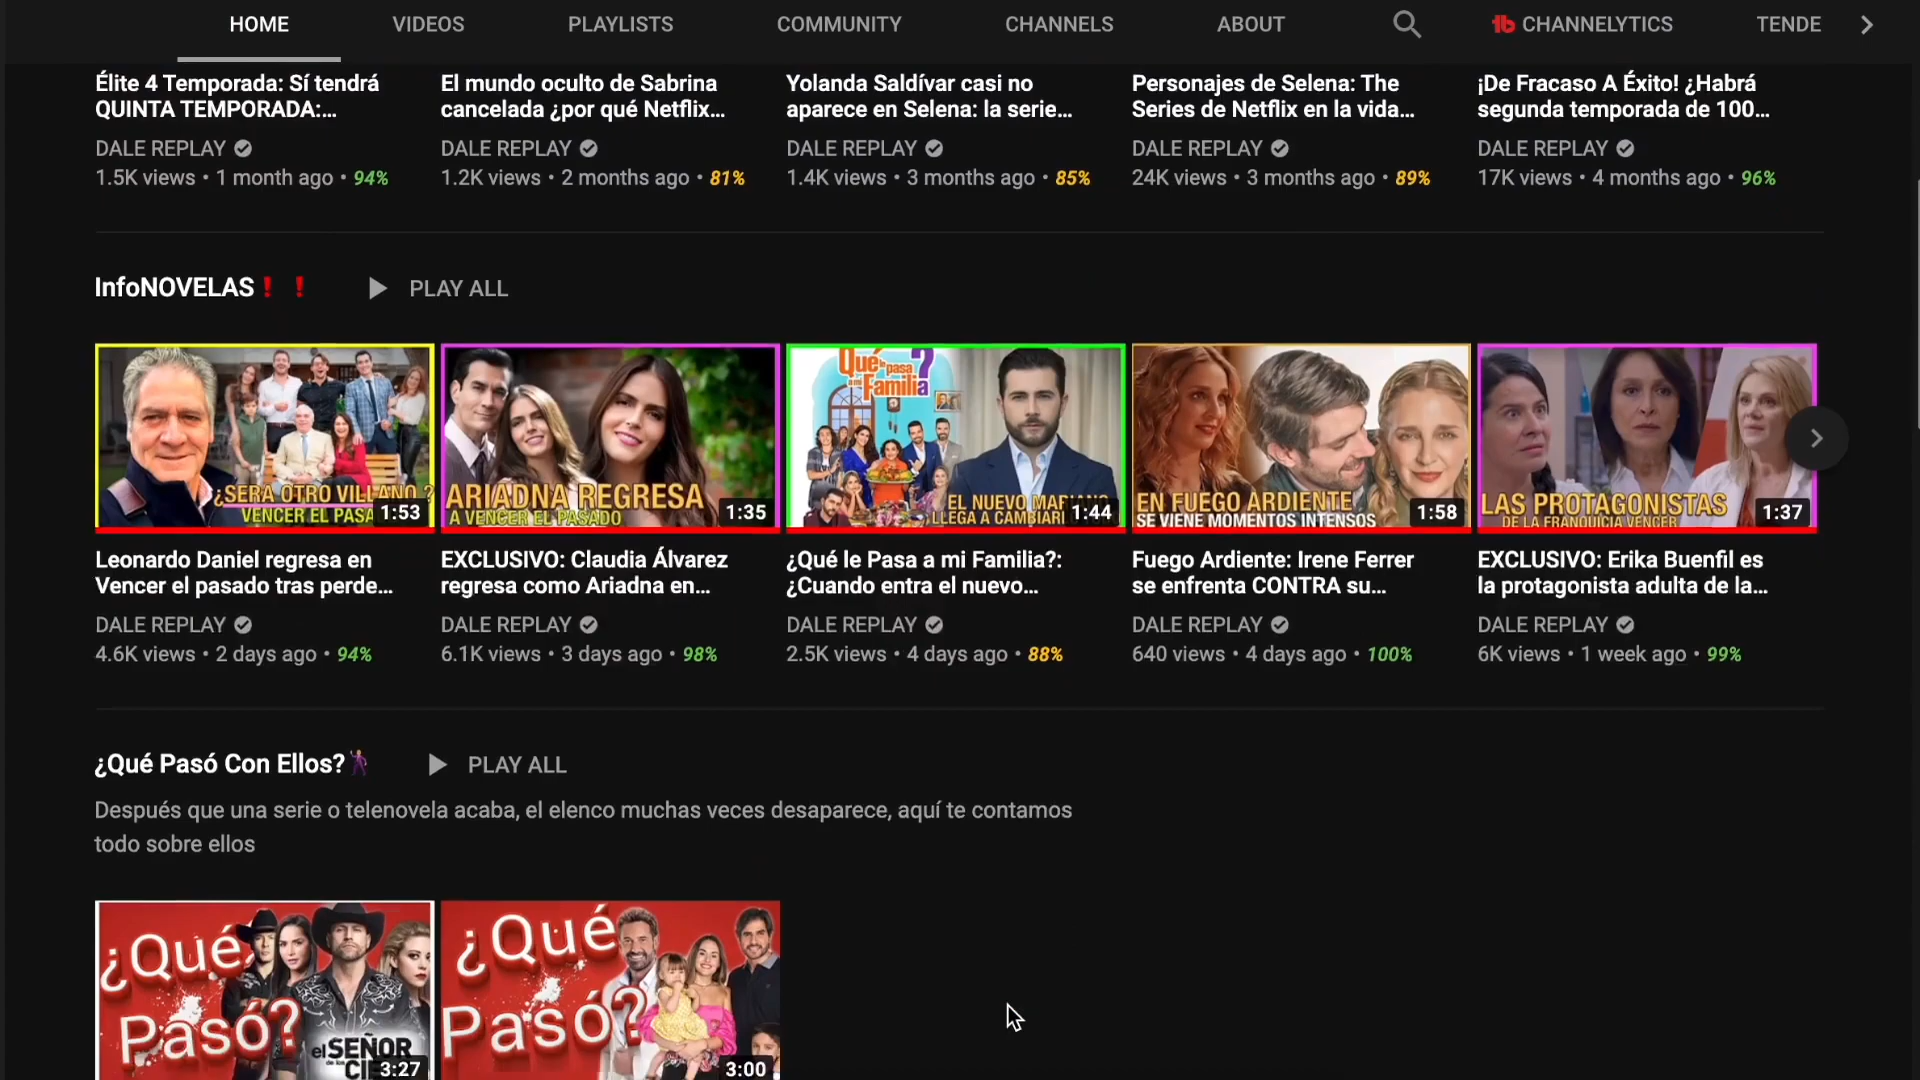 HOME
VIDEOS
PLAYLISTS
COMMUNITY
CHANNELS
ABOUT
CHANNELYTICS
TENDE
Élite 4 Temporada: Sí tendrá
QUINTA TEMPORADA:...
DALE REPLAY
1.5K views • 1 month ago • 94%
El mundo oculto de Sabrina
cancelada ¿por qué Netflix...
DALE REPLAY
1.2K views • 2 months ago • 81%
Yolanda Saldívar casi no
aparece en Selena: la serie...
DALE REPLAY
1.4K views • 3 months ago • 85%
Personajes de Selena: The
Series de Netflix en la vida...
DALE REPLAY
24K views • 3 months ago • 89%
¡De Fracaso A Éxito! ¿Habrá
segunda temporada de 100...
DALE REPLAY
17K views • 4 months ago • 96%
InfoNOVELAS❗ ❗
PLAY ALL
¿SERA OTRO VILLANO ?
VENCER EL PASA
1:53
Leonardo Daniel regresa en
Vencer el pasado tras perde...
DALE REPLAY
4.6K views • 2 days ago • 94%
ARIADNA REGRESA
A VENCER EL PASADO
1:35
EXCLUSIVO: Claudia Álvarez
regresa como Ariadna en...
DALE REPLAY
6.1K views • 3 days ago • 98%
Qué le pasa
a mi Familia?
EL NUEVO MARIANO
LLEGA A CAMBIAR
1:44
¿Qué le Pasa a mi Familia?:
¿Cuando entra el nuevo...
DALE REPLAY
2.5K views • 4 days ago • 88%
EN FUEGO ARDIENTE
SE VIENE MOMENTOS INTENSOS
1:58
Fuego Ardiente: Irene Ferrer
se enfrenta CONTRA su...
DALE REPLAY
640 views • 4 days ago • 100%
LAS PROTAGONISTAS
DE LA FRANQUICIA VENCER
1:37
EXCLUSIVO: Erika Buenfil es
la protagonista adulta de la...
DALE REPLAY
6K views • 1 week ago • 99%
¿Qué Pasó Con Ellos?
PLAY ALL
Después que una serie o telenovela acaba, el elenco muchas veces desaparece, aquí te contamos
todo sobre ellos
¿Qué
Pasó?
el SEÑOR
de los
CIE
3:27
¿Qué
Pasó?
3:00